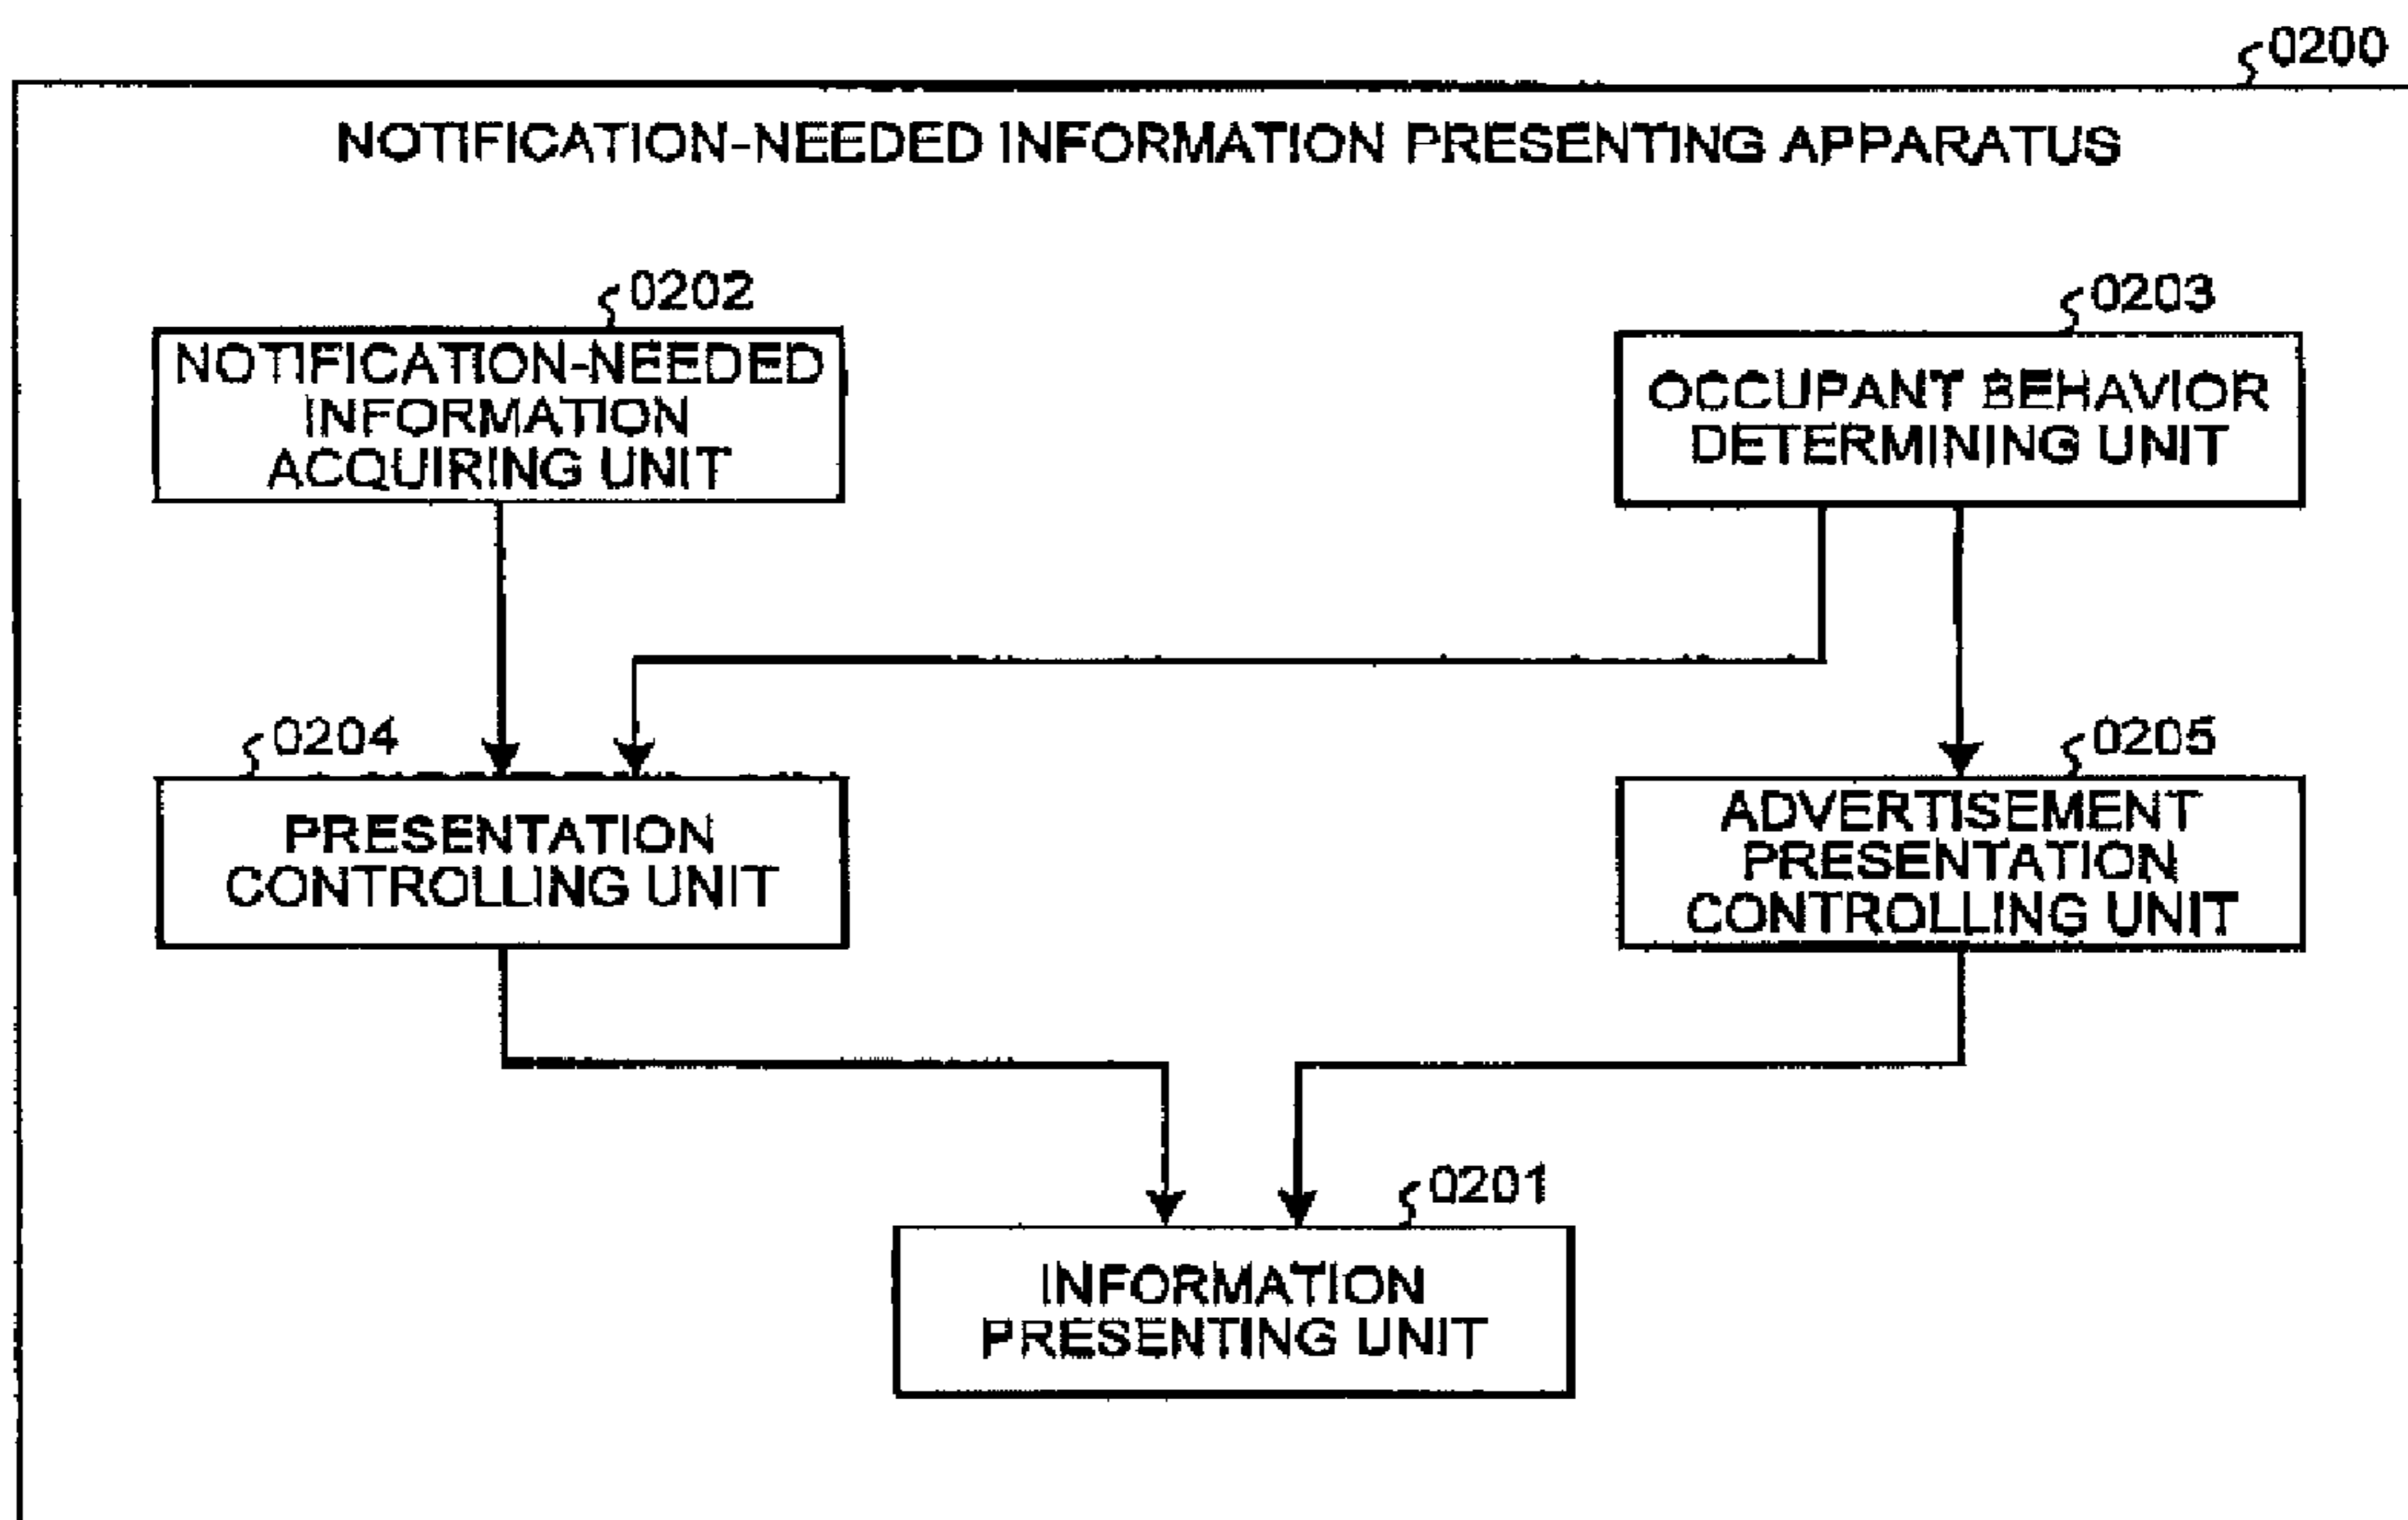 0200
NOTIFICATION-NEEDED INFORMATION PRESENTING APPARATUS
0202
NOTIFICATION-NEEDED
INFORMATION
ACQUIRING UNIT
0203
OCCUPANT BEHAVIOR
DETERMINING UNIT
0204
PRESENTATION
CONTROLLING UNIT
0205
ADVERTISEMENT
PRESENTATION
CONTROLLING UNIT
0201
INFORMATION
PRESENTING UNIT